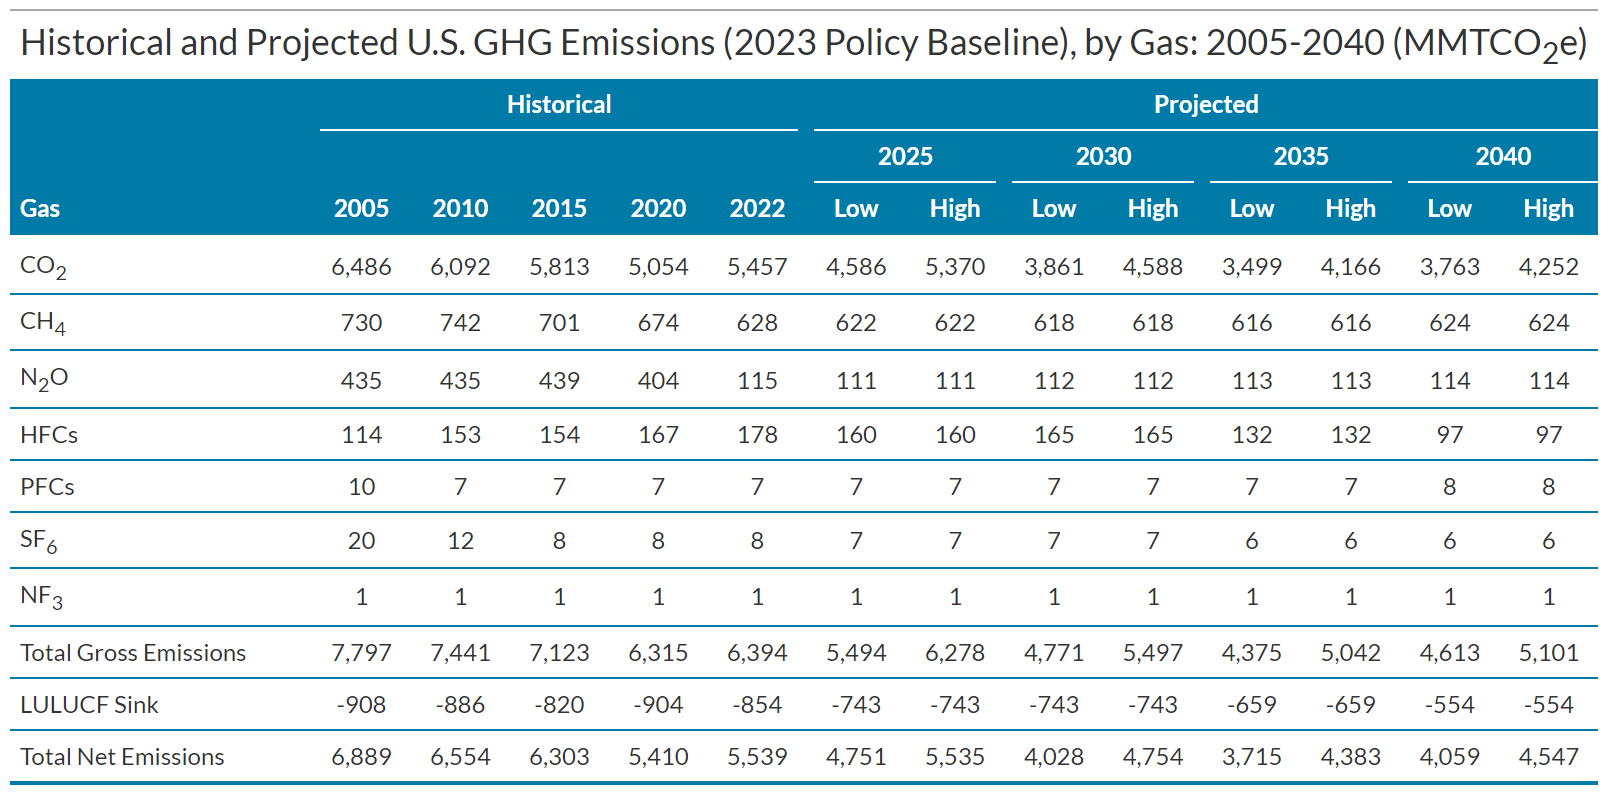 Historical and Projected U.S. GHG Emissions (2023 Policy Baseline), by Gas: 2005-2040 (MMTCO₂e)
Historical Projected
2025 2030 2035 2040
Gas 2005 2010 2015 2020 2022 Low High Low High Low High Low High
CO₂ 6,486 6,092 5,813 5,054 5,457 4,586 5,370 3,861 4,588 3,499 4,166 3,763 4,252
CH₄ 730 742 701 674 628 622 622 618 618 616 616 624 624
N₂O 435 435 439 404 115 111 111 112 112 113 113 114 114
HFCs 114 153 154 167 178 160 160 165 165 132 132 97 97
PFCs 10 7 7 7 7 7 7 7 7 7 7 8 8
SF₆ 20 12 8 8 8 7 7 7 7 6 6 6 6
NF₃ 1 1 1 1 1 1 1 1 1 1 1 1 1
Total Gross Emissions 7,797 7,441 7,123 6,315 6,394 5,494 6,278 4,771 5,497 4,375 5,042 4,613 5,101
LULUCF Sink -908 -886 -820 -904 -854 -743 -743 -743 -743 -659 -659 -554 -554
Total Net Emissions 6,889 6,554 6,303 5,410 5,539 4,751 5,535 4,028 4,754 3,715 4,383 4,059 4,547